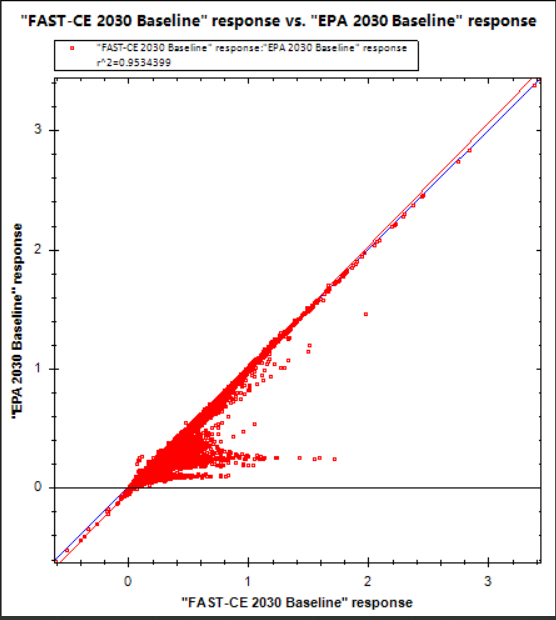 "FAST-CE 2030 Baseline" response vs. "EPA 2030 Baseline" response
"FAST-CE 2030 Baseline" response:"EPA 2030 Baseline" response
r^2=0.9534399
3
2
1
0
"EPA 2030 Baseline" response
0 1 2 3
"FAST-CE 2030 Baseline" response